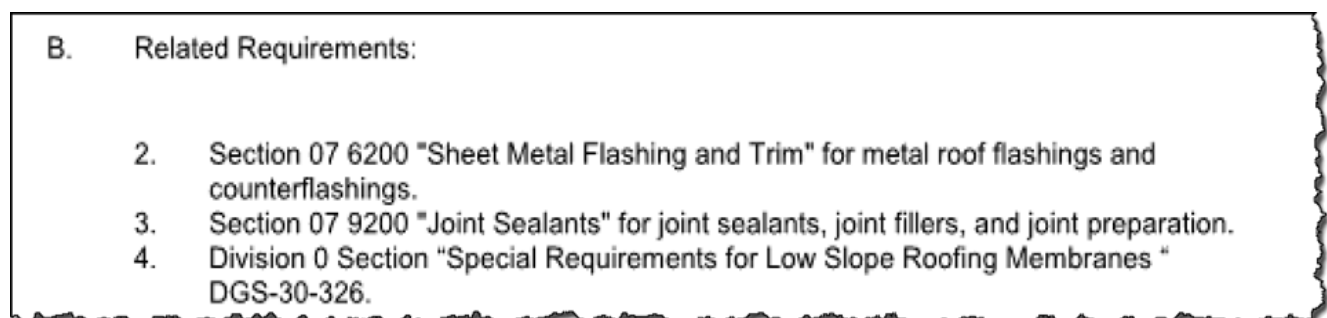 B. Related Requirements:
2. Section 07 6200 "Sheet Metal Flashing and Trim" for metal roof flashings and
counterflashings.
3. Section 07 9200 "Joint Sealants" for joint sealants, joint fillers, and joint preparation.
4. Division 0 Section “Special Requirements for Low Slope Roofing Membranes “
DGS-30-326.